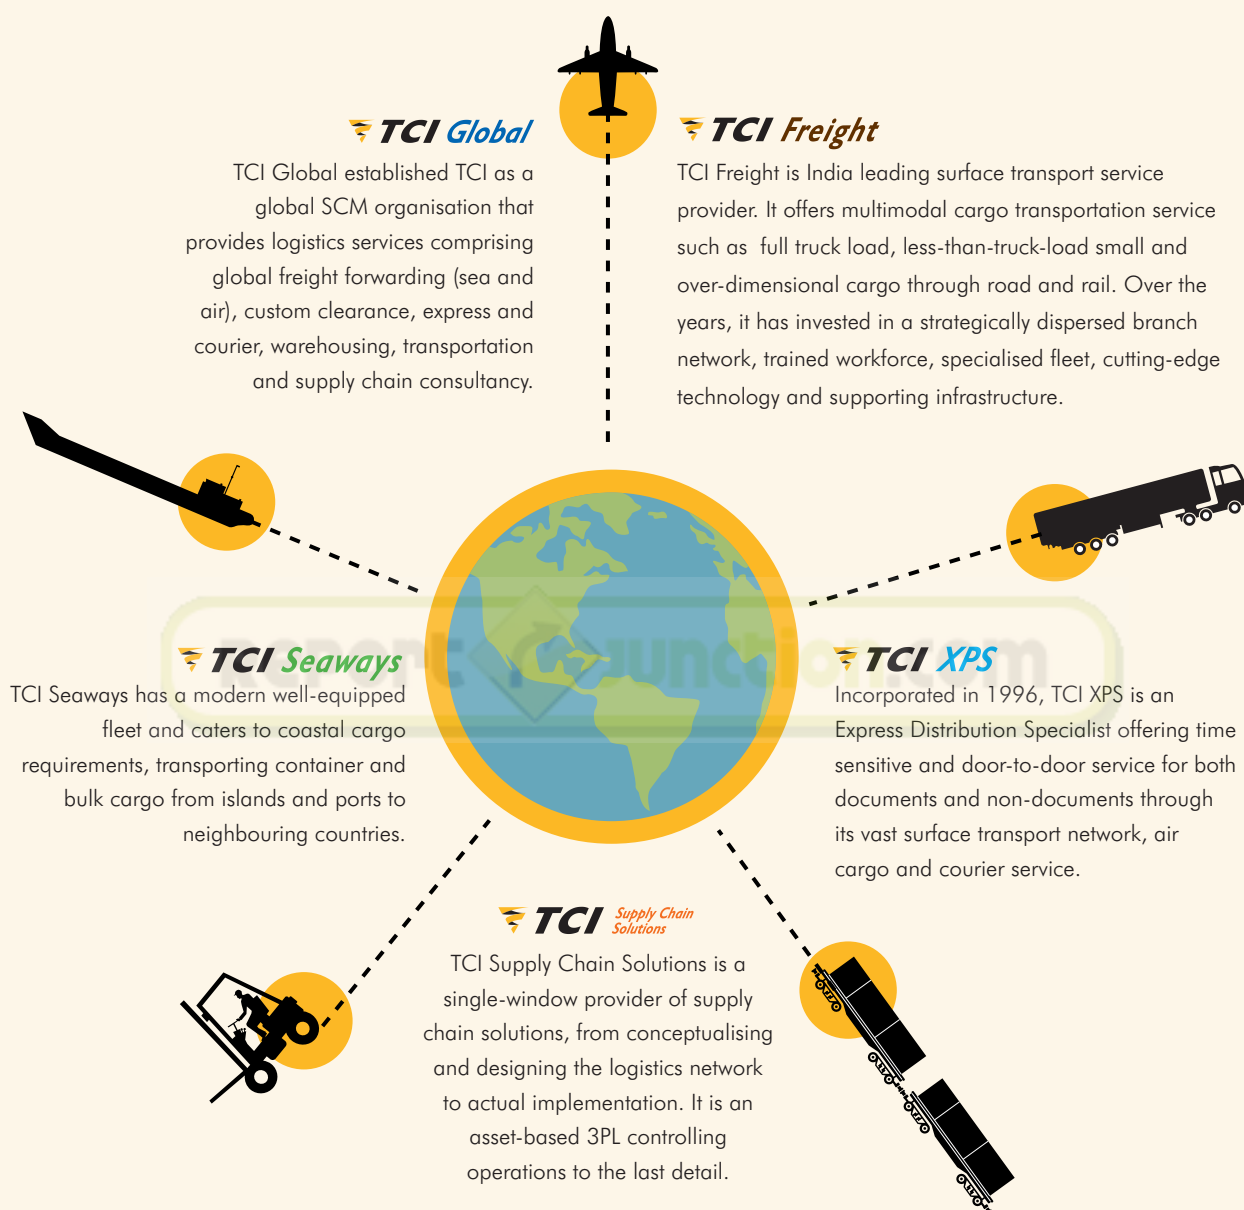 TCI Global
TCI Global established TCI as a
global SCM organisation that
provides logistics services comprising
global freight forwarding (sea and
air), custom clearance, express and
courier, warehousing, transportation
and supply chain consultancy.
TCI Freight
TCI Freight is India leading surface transport service
provider. It offers multimodal cargo transportation service
such as  full truck load, less-than-truck-load small and
over-dimensional cargo through road and rail. Over the
years, it has invested in a strategically dispersed branch
network, trained workforce, specialised fleet, cutting-edge
technology and supporting infrastructure.
Report Junction.com
TCI Seaways
TCI Seaways has a modern well-equipped
fleet and caters to coastal cargo
requirements, transporting container and
bulk cargo from islands and ports to
neighbouring countries.
TCI XPS
Incorporated in 1996, TCI XPS is an
Express Distribution Specialist offering time
sensitive and door-to-door service for both
documents and non-documents through
its vast surface transport network, air
cargo and courier service.
TCI Supply Chain
Solutions
TCI Supply Chain Solutions is a
single-window provider of supply
chain solutions, from conceptualising
and designing the logistics network
to actual implementation. It is an
asset-based 3PL controlling
operations to the last detail.